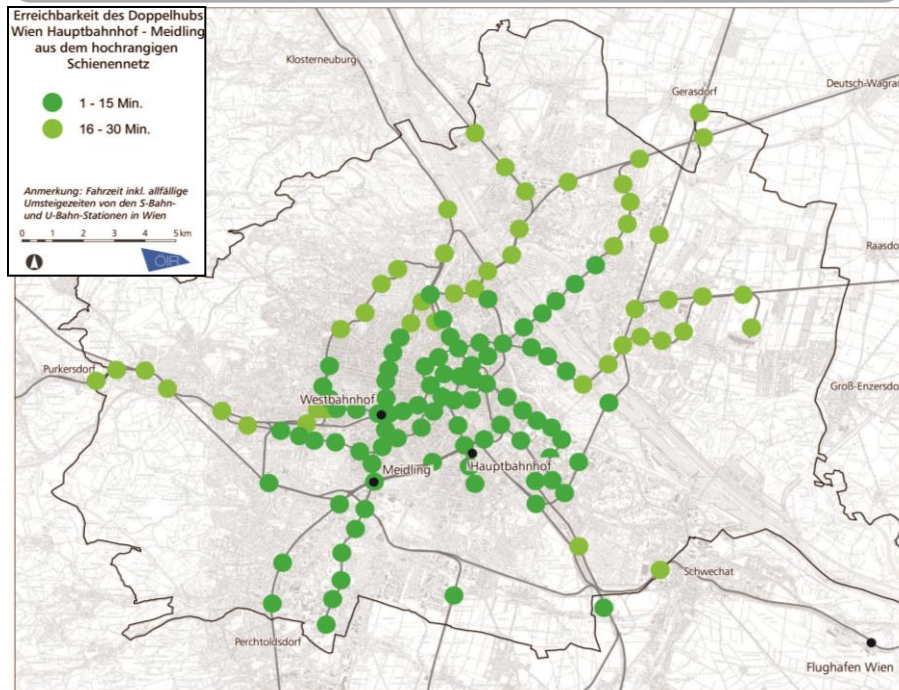 Erreichbarkeit des Doppelhubs
Wien Hauptbahnhof - Meidling
aus dem hochrangigen
Schienennetz
1 - 15 Min.
16 - 30 Min.
Anmerkung: Fahrzeit inkl. allfällige
Umsteigezeiten von den S-Bahn-
und U-Bahn-Stationen in Wien
0 1 2 3 4 5 km
ÖIR
Klosterneuburg
Gerasdorf
Deutsch-Wagra
Raasdo
Purkersdorf
Groß-Enzersdo
Westbahnhof
Hauptbahnhof
Meidling
Schwechat
Perchtoldsdorf
Flughafen Wien